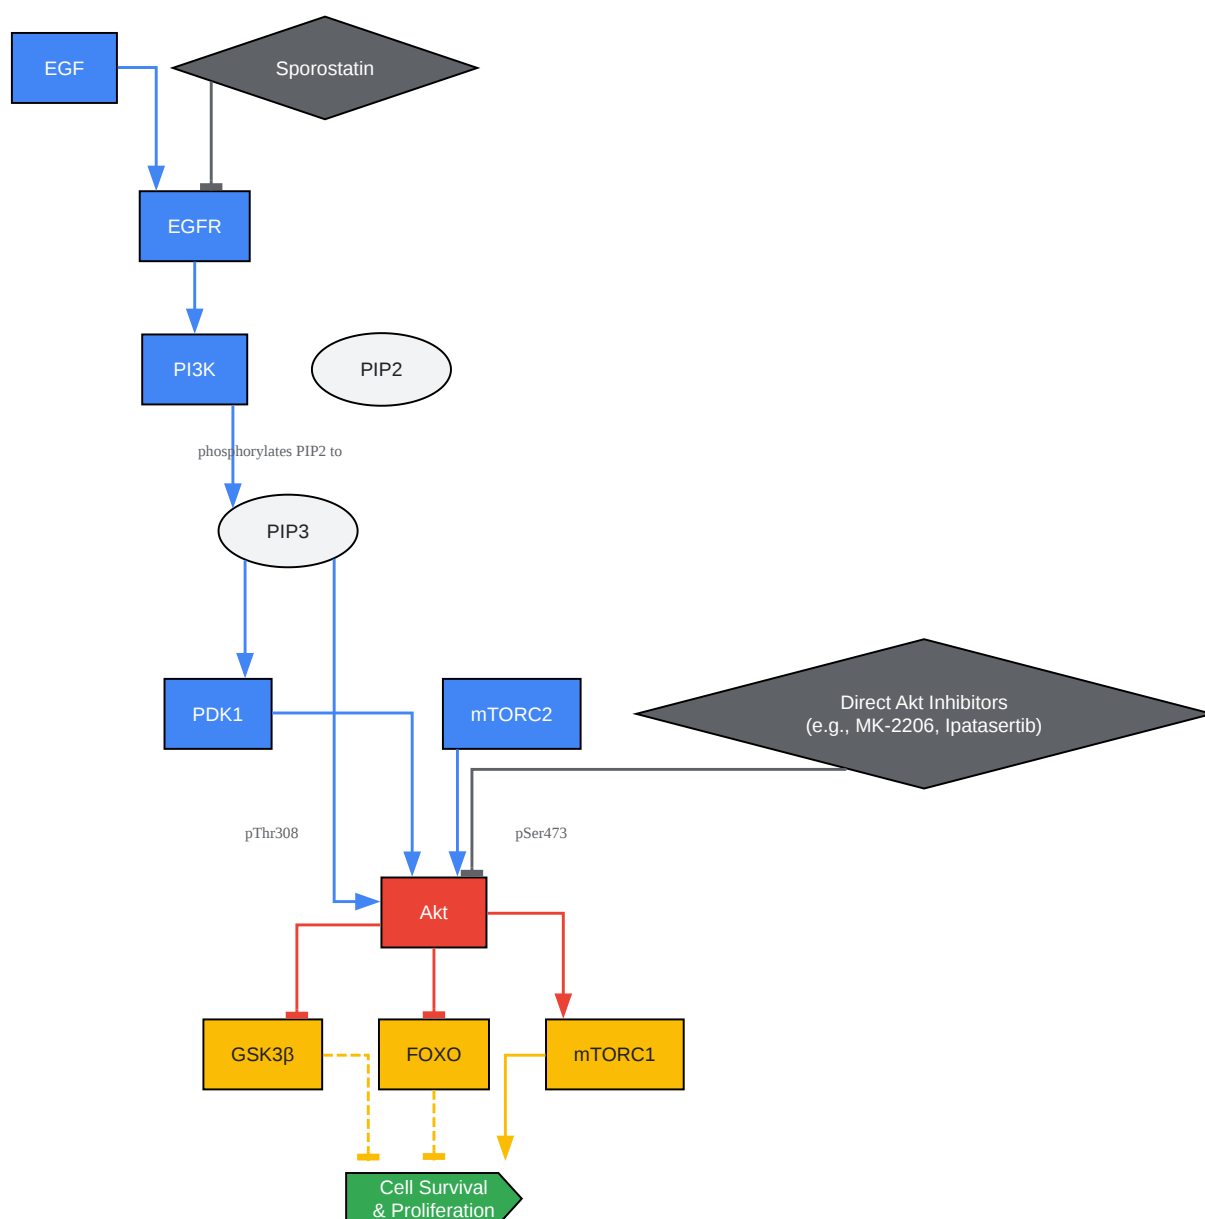 EGF
Sporostatin
EGFR
PI3K
PIP2
phosphorylates PIP2 to
PIP3
PDK1
mTORC2
Direct Akt Inhibitors
(e.g., MK-2206, Ipatasertib)
pThr308
pSer473
Akt
GSK3β
FOXO
mTORC1
Cell Survival
& Proliferation